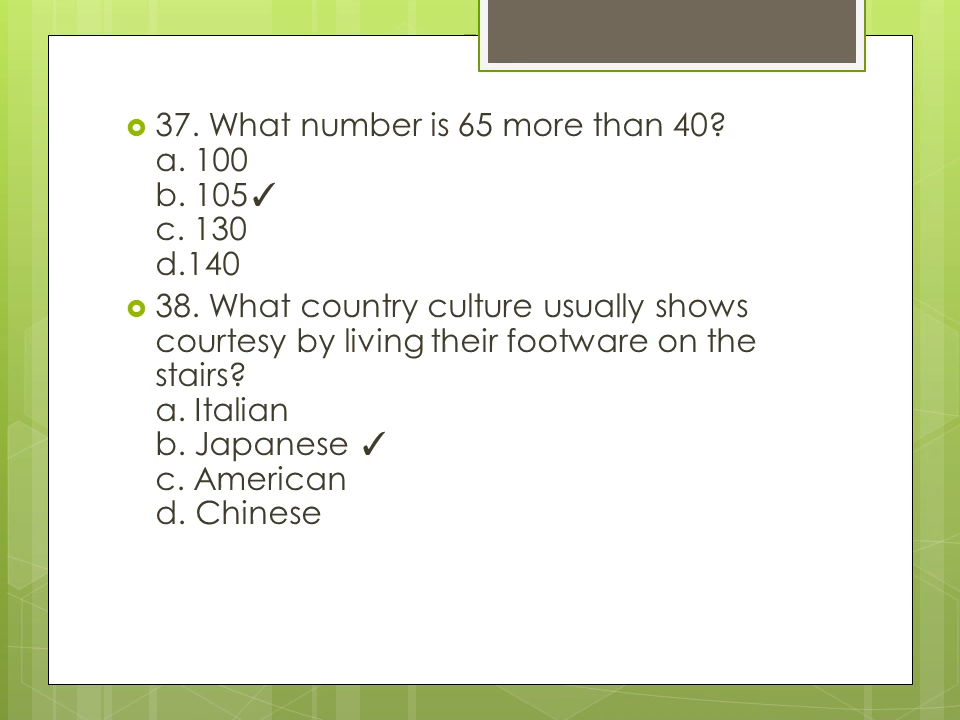 37. What number is 65 more than 40?
a. 100
b. 105✓
c. 130
d.140
38. What country culture usually shows
courtesy by living their footware on the
stairs?
a. Italian
b. Japanese ✓
c. American
d. Chinese